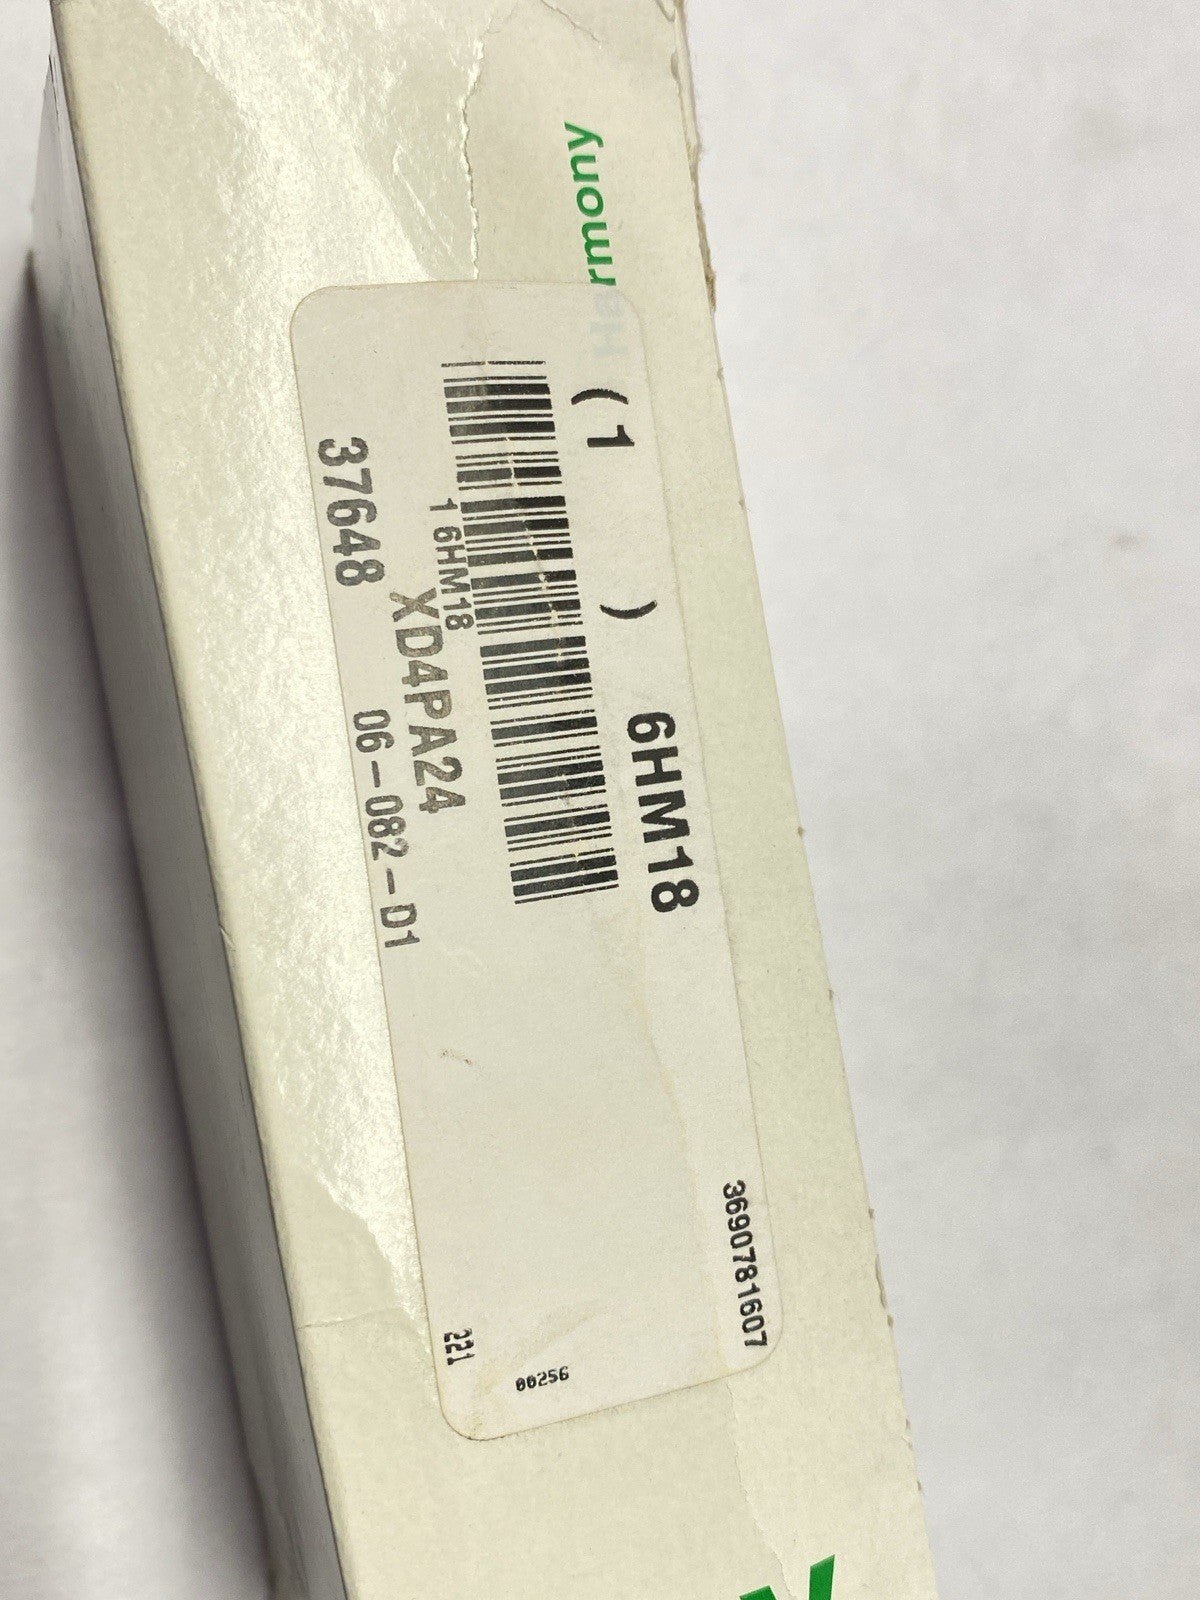 Harmony
(1 ) 6HM18
1 6HM18
XD4PA24
37648 06-082-D1
3690781607
221
00256